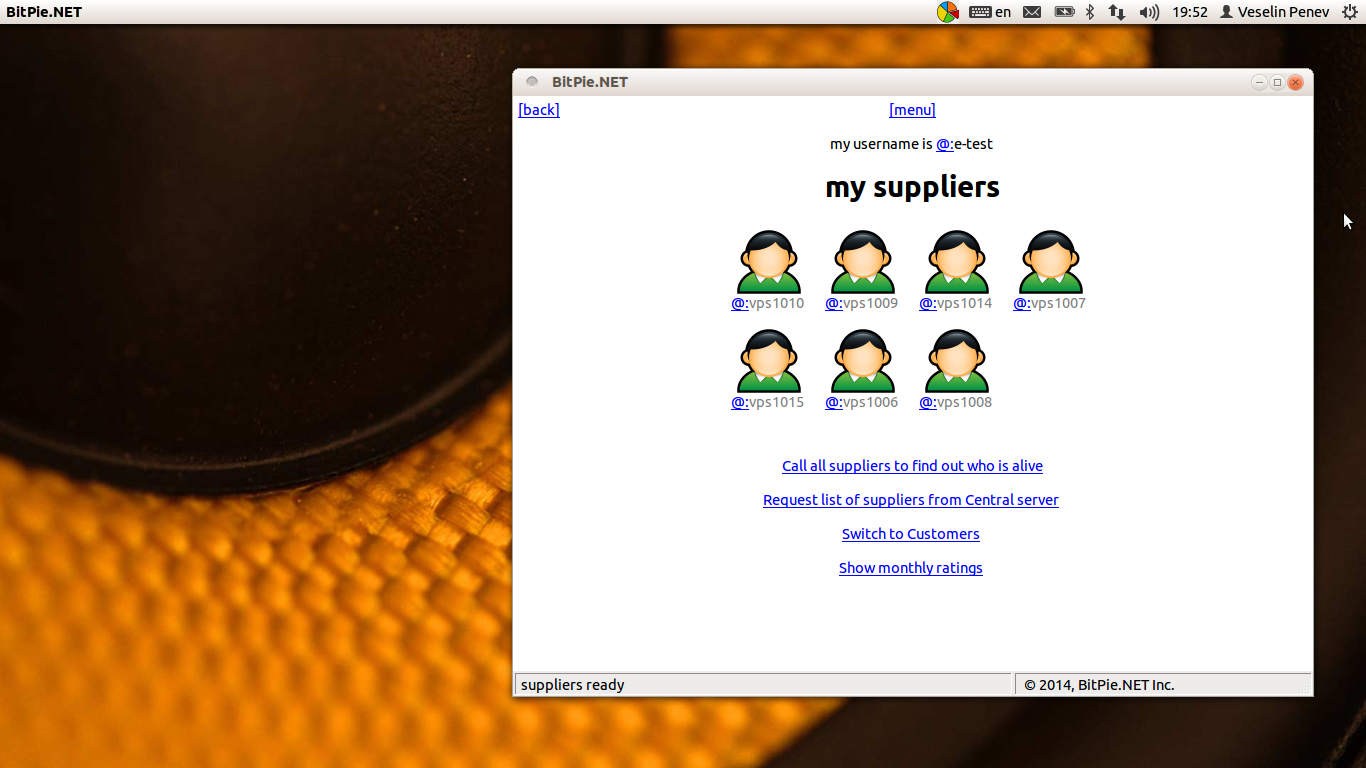 BitPie.NET
en
19:52
Veselin Penev
BitPie.NET
[back]
[menu]
my username is @:e-test
my suppliers
@:vps1010 @:vps1009 @:vps1014 @:vps1007
@:vps1015 @:vps1006 @:vps1008
Call all suppliers to find out who is alive
Request list of suppliers from Central server
Switch to Customers
Show monthly ratings
suppliers ready
© 2014, BitPie.NET Inc.